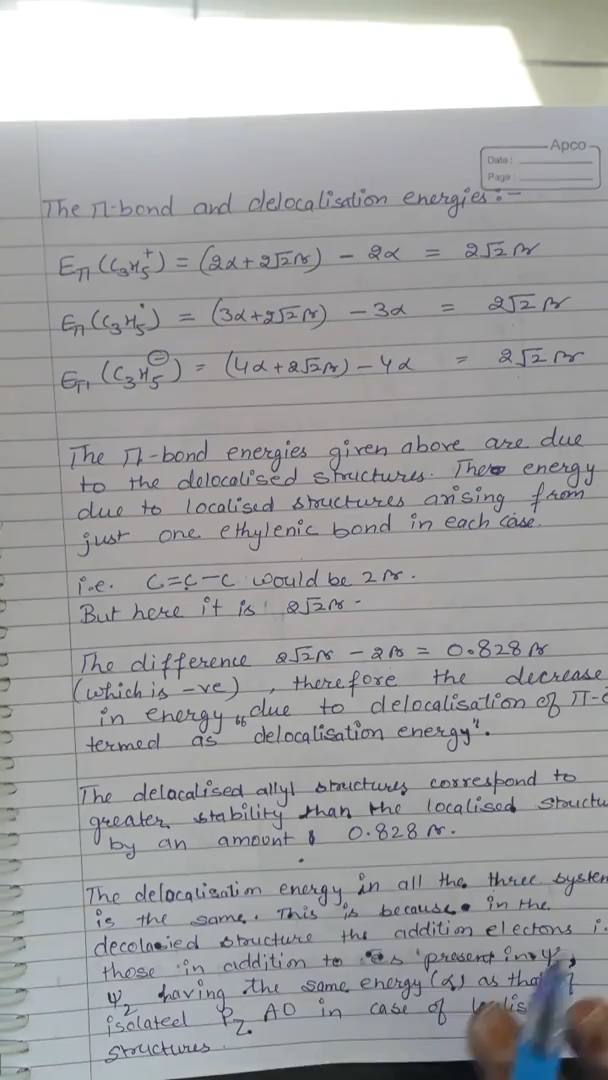 Apco
Date:
Page:
The π-bond and delocalisation energies:-
Eπ (C3H5+) = (2α+2√2β) - 2α = 2√2β
Eπ (C3H5•) = (3α+2√2β) - 3α = 2√2β
Eπ (C3H5⊖) = (4α+2√2β) - 4α = 2√2β
The π-bond energies given above are due
to the delocalised structures. The energy
due to localised structures arising from
just one ethylenic bond in each case.
i.e. C=C-C would be 2β.
But here it is 2√2β.
The difference 2√2β - 2β = 0.828β
(which is -ve), therefore the decrease
in energy "due to delocalisation of π-e
termed as delocalisation energy".
The delacalised allyl structures correspond to
greater stability than the localised structu
by an amount 0.828β.
The delocalisation energy in all the three system
is the same. This is because in the
decolasied structure the addition electons i.
those in addition to present in ψ,
ψ2 having the same energy (α) as that
isolated Pz AO in case of
structures.